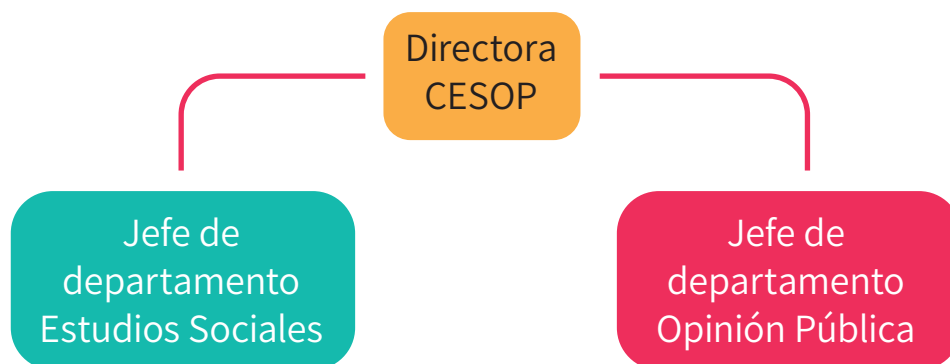 Directora
CESOP
Jefe de
departamento
Estudios Sociales
Jefe de
departamento
Opinión Pública